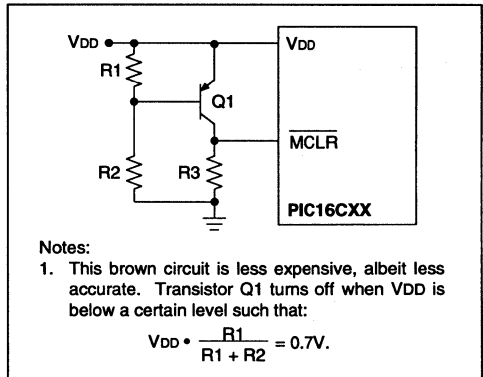 VDD
VDD
R1
Q1
MCLR
R2
R3
PIC16CXX
Notes:
1. This brown circuit is less expensive, albeit less
accurate. Transistor Q1 turns off when VDD is
below a certain level such that:
VDD • R1 / R1 + R2 = 0.7V.